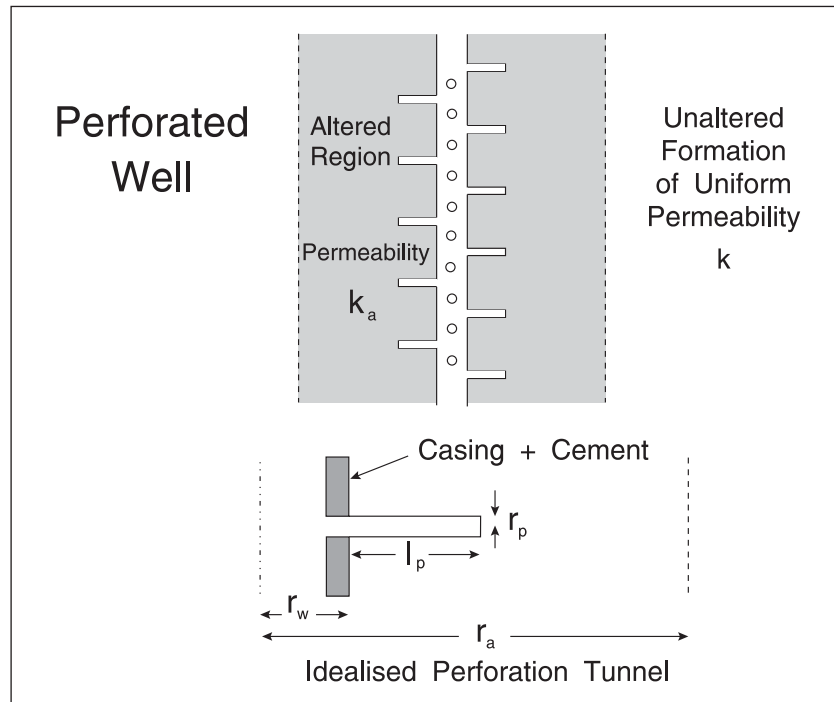 Perforated
Well
Altered
Region
Permeability
k a
Unaltered
Formation
of Uniform
Permeability
k
Casing + Cement
r p
l p
r w
r a
Idealised Perforation Tunnel